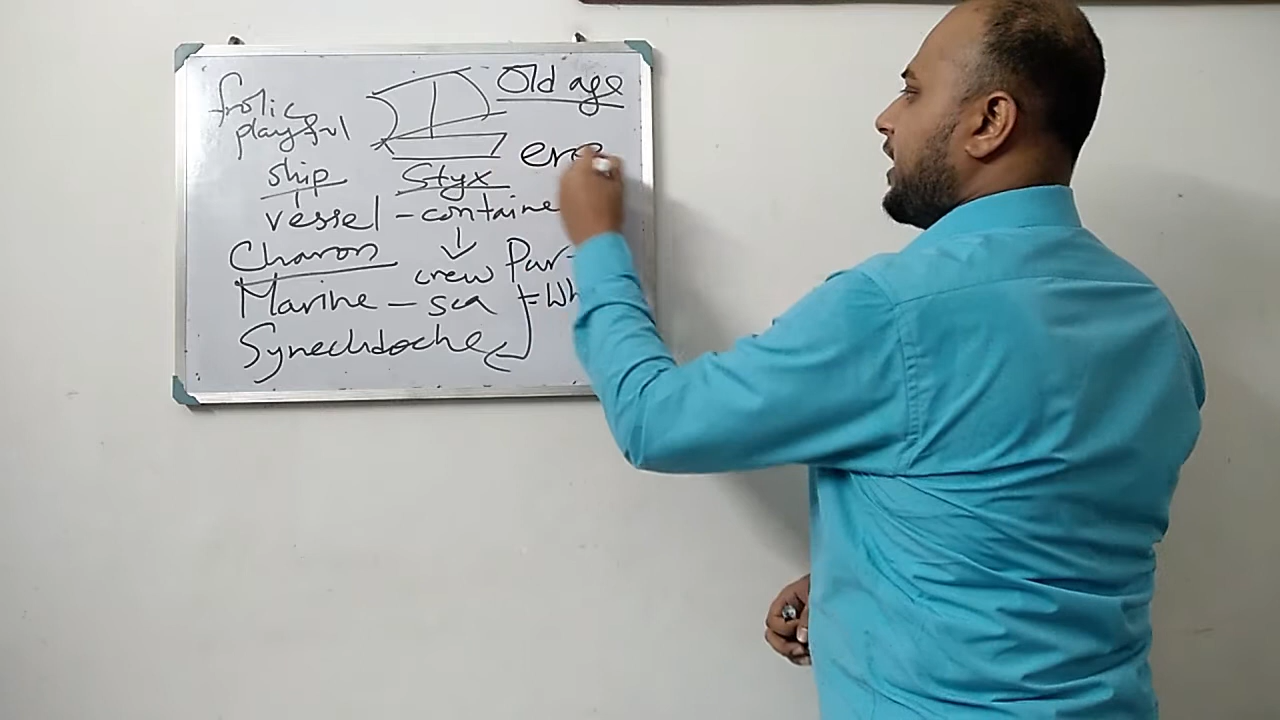 frolic
playful
Old age
ship
Styx
ere
vessel - containe
Charon
crew
Par
Marine - sea
= Wh
Synechdoche